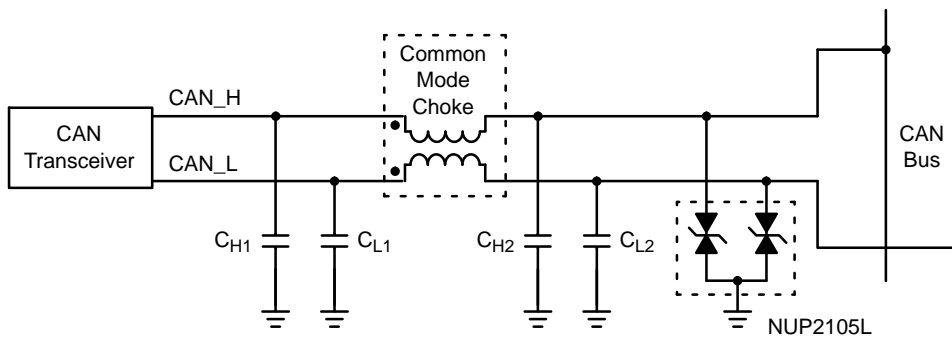 Common
Mode
Choke
CAN_H
CAN
Transceiver
CAN_L
CAN
Bus
CH1
CL1
CH2
CL2
NUP2105L